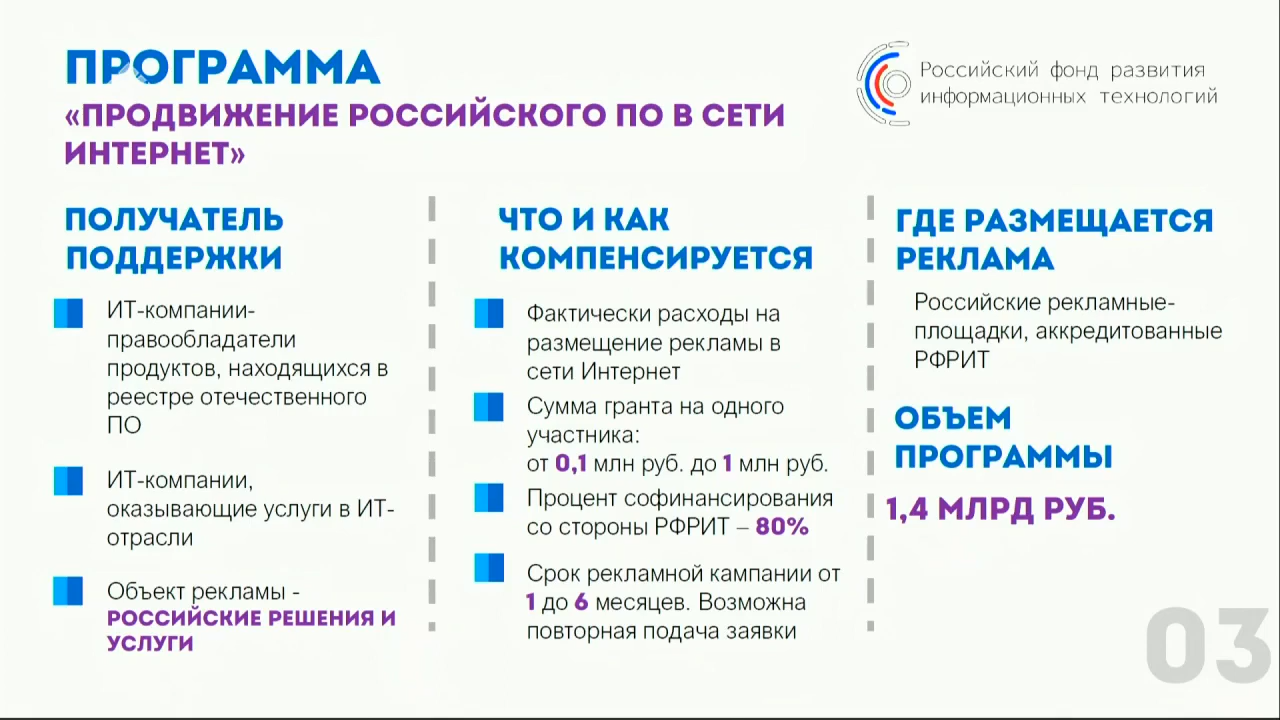 ПРОГРАММА
«ПРОДВИЖЕНИЕ РОССИЙСКОГО ПО В СЕТИ
ИНТЕРНЕТ»
Российский фонд развития
информационных технологий
ПОЛУЧАТЕЛЬ
ПОДДЕРЖКИ
ИТ-компании-
правообладатели
продуктов, находящихся в
реестре отечественного
ПО
ИТ-компании,
оказывающие услуги в ИТ-
отрасли
Объект рекламы -
РОССИЙСКИЕ РЕШЕНИЯ И
УСЛУГИ
ЧТО И КАК
КОМПЕНСИРУЕТСЯ
Фактически расходы на
размещение рекламы в
сети Интернет
Сумма гранта на одного
участника:
от 0,1 млн руб. до 1 млн руб.
Процент софинансирования
со стороны РФРИТ – 80%
Срок рекламной кампании от
1 до 6 месяцев. Возможна
повторная подача заявки
ГДЕ РАЗМЕЩАЕТСЯ
РЕКЛАМА
Российские рекламные-
площадки, аккредитованные
РФРИТ
ОБЪЕМ
ПРОГРАММЫ
1,4 МЛРД РУБ.
03